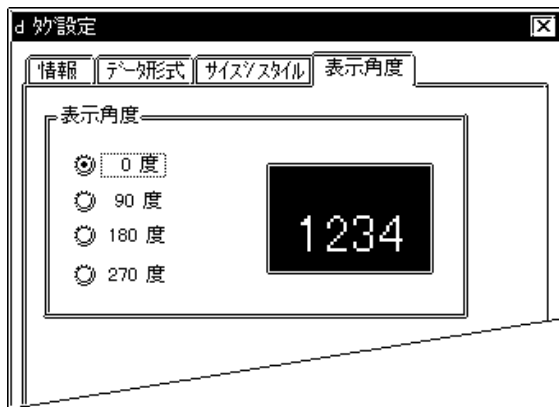 d ﾀｸﾞ設定
情報 ﾃﾞｰﾀ形式 ｻｲｽﾞ/ｽﾀｲﾙ 表示角度
表示角度
0 度
90 度
180 度
270 度
1234